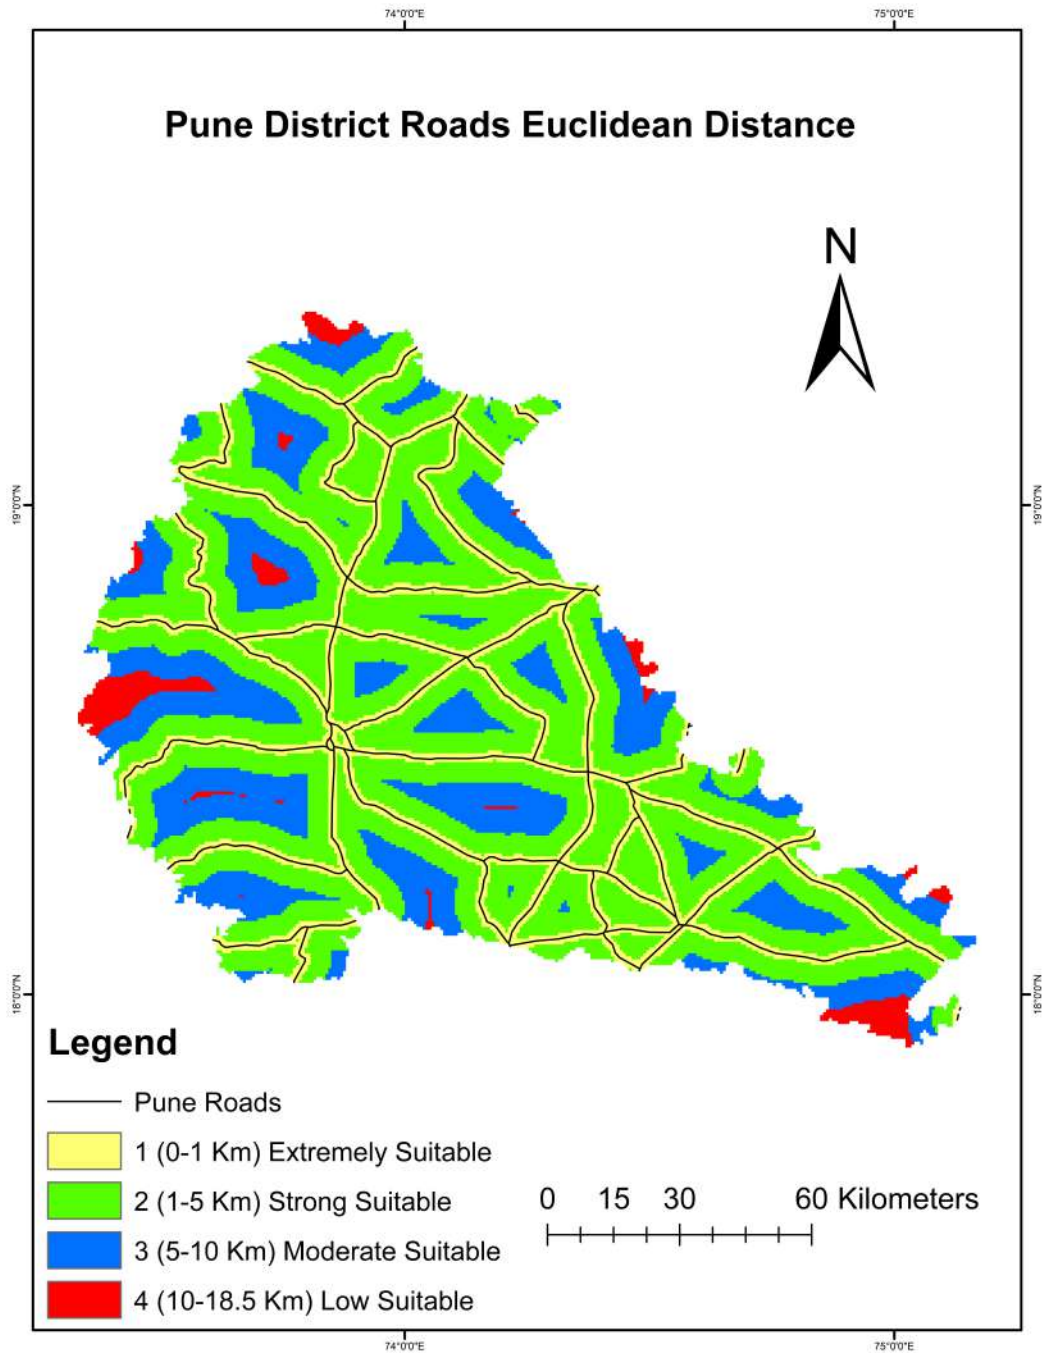 74°0'0"E 75°0'0"E
Pune District Roads Euclidean Distance
N
19°0'0"N 19°0'0"N
18°0'0"N 18°0'0"N
Legend
Pune Roads
1 (0-1 Km) Extremely Suitable
2 (1-5 Km) Strong Suitable
0 15 30 60 Kilometers
3 (5-10 Km) Moderate Suitable
4 (10-18.5 Km) Low Suitable
74°0'0"E 75°0'0"E